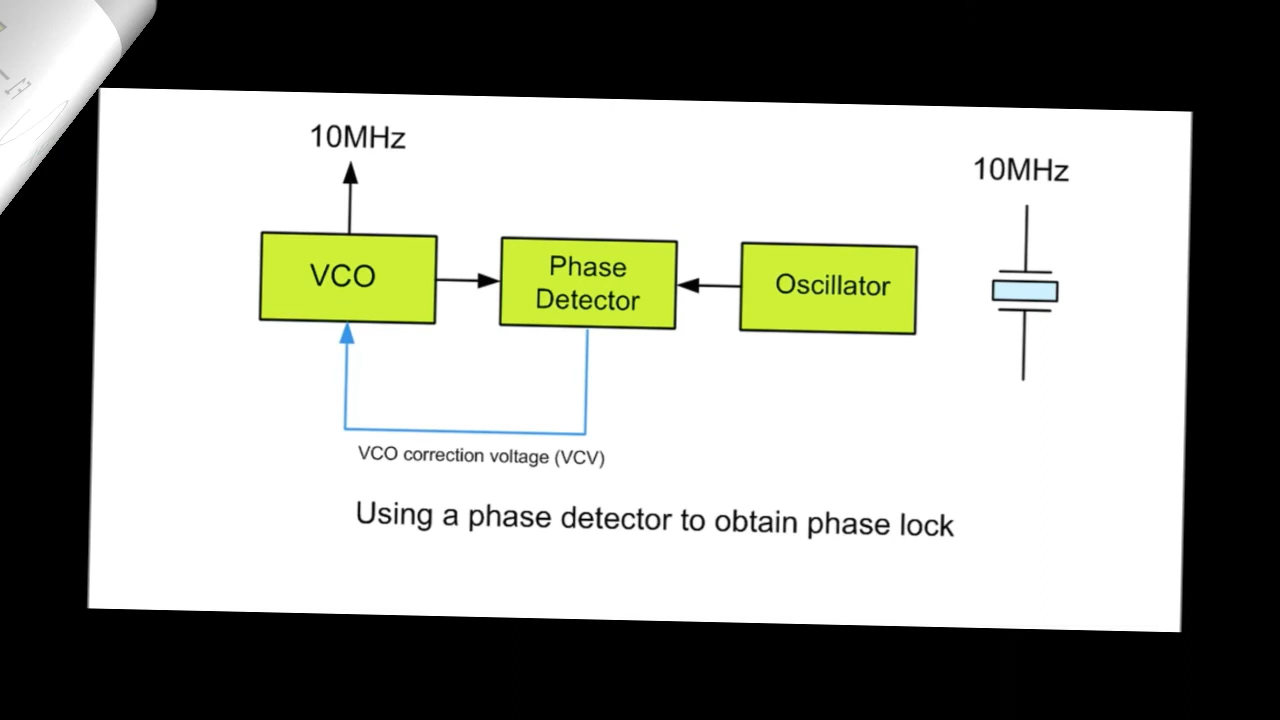 10MHz
10MHz
VCO
Phase
Detector
Oscillator
VCO correction voltage (VCV)
Using a phase detector to obtain phase lock